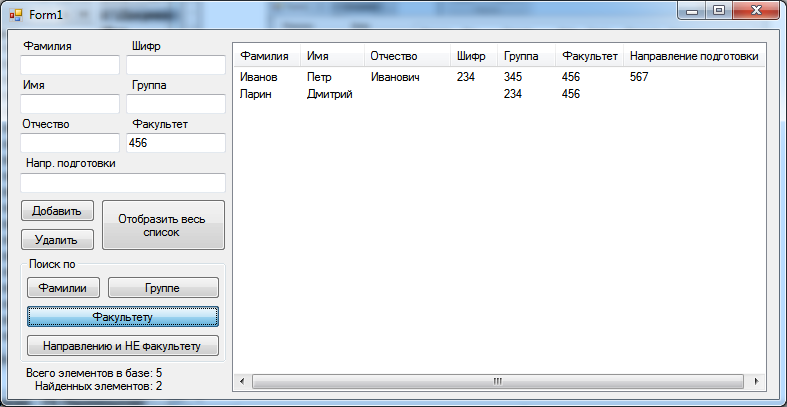 Form1
Фамилия Шифр
Имя Группа
Отчество Факультет
456
Напр. подготовки
Добавить
Удалить
Отобразить весь
список
Поиск по
Фамилии Группе
Факультету
Направлению и НЕ факультету
Всего элементов в базе: 5
Найденных элементов: 2
Фамилия Имя Отчество Шифр Группа Факультет Направление подготовки
Иванов Петр Иванович 234 345 456 567
Ларин Дмитрий 234 456